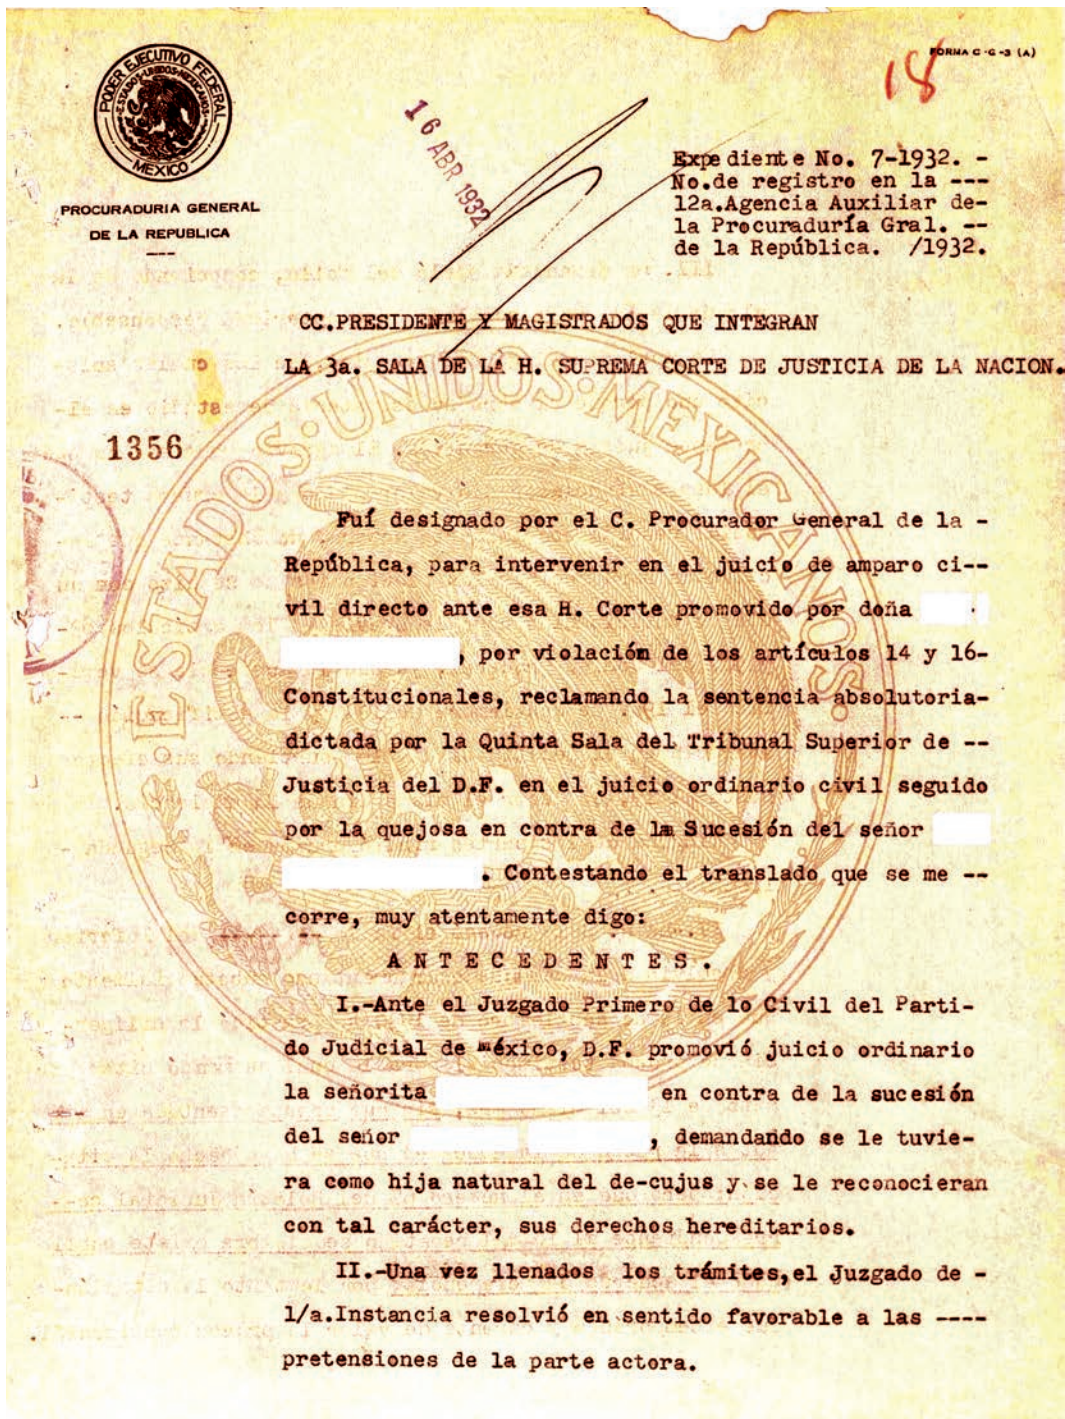 FORMA C-G-3 (A)
18
PODER EJECUTIVO FEDERAL
ESTADOS UNIDOS MEXICANOS
MEXICO
16 ABR 1932
PROCURADURIA GENERAL
DE LA REPUBLICA
Expediente No. 7-1932. -
No.de registro en la ---
12a.Agencia Auxiliar de-
la Procuraduría Gral. --
de la República. /1932.
CC.PRESIDENTE Y MAGISTRADOS QUE INTEGRAN
LA 3a. SALA DE LA H. SUPREMA CORTE DE JUSTICIA DE LA NACION.
1356
ESTADOS·UNIDOS·MEXICANOS
Fuí designado por el C. Procurador General de la -
República, para intervenir en el juicio de amparo ci--
vil directo ante esa H. Corte promovido por doña
, por violación de los artículos 14 y 16-
Constitucionales, reclamando la sentencia absolutoria-
dictada por la Quinta Sala del Tribunal Superior de --
Justicia del D.F. en el juicio ordinario civil seguido
por la quejosa en contra de la Sucesión del señor
. Contestando el translado que se me --
corre, muy atentamente digo:
A N T E C E D E N T E S .
I.-Ante el Juzgado Primero de lo Civil del Parti-
do Judicial de México, D.F. promovió juicio ordinario
la señorita en contra de la sucesión
del señor , demandando se le tuvie-
ra como hija natural del de-cujus y se le reconocieran
con tal carácter, sus derechos hereditarios.
II.-Una vez llenados los trámites,el Juzgado de -
1/a.Instancia resolvió en sentido favorable a las ----
pretensiones de la parte actora.